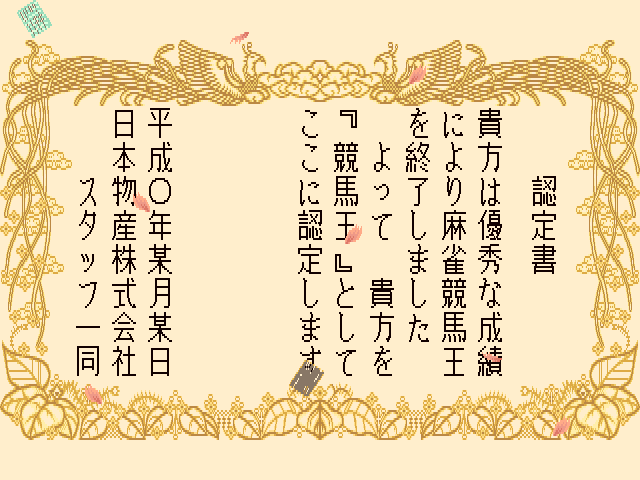 認定書
貴方は優秀な成績
により麻雀競馬王
を終了しました
よって　貴方を
『競馬王』として
ここに認定します
平成〇年某月某日
日本物産株式会社
スタッフ一同